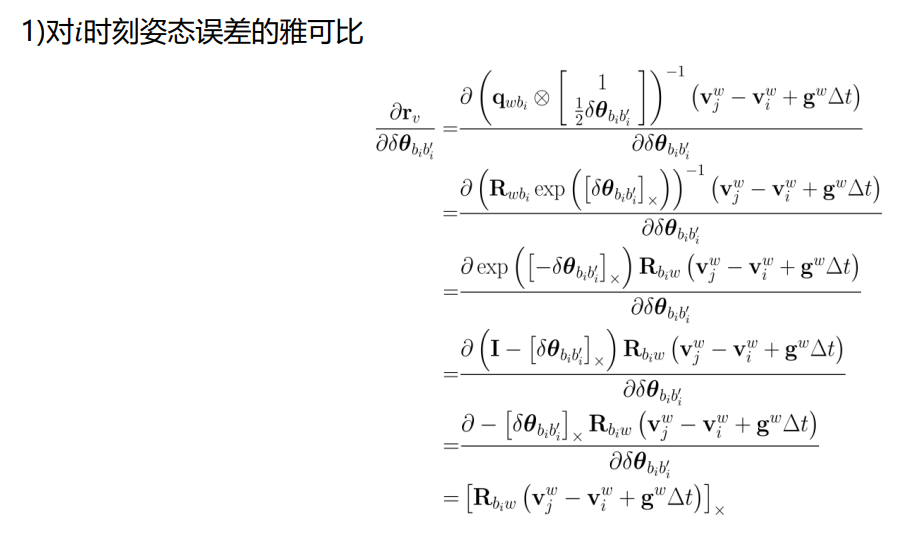 1)对i时刻姿态误差的雅可比
\frac{\partial \mathbf{r}_v}{\partial \delta\boldsymbol{\theta}_{b_i b_i'}} = \frac{\partial \left( \mathbf{q}_{wb_i} \otimes \begin{bmatrix} 1 \\ \frac{1}{2}\delta\boldsymbol{\theta}_{b_i b_i'} \end{bmatrix} \right)^{-1} \left( \mathbf{v}_j^w - \mathbf{v}_i^w + \mathbf{g}^w \Delta t \right)}{\partial \delta\boldsymbol{\theta}_{b_i b_i'}}
= \frac{\partial \left( \mathbf{R}_{wb_i} \exp\left( \left[ \delta\boldsymbol{\theta}_{b_i b_i'} \right]_\times \right) \right)^{-1} \left( \mathbf{v}_j^w - \mathbf{v}_i^w + \mathbf{g}^w \Delta t \right)}{\partial \delta\boldsymbol{\theta}_{b_i b_i'}}
= \frac{\partial \exp\left( \left[ -\delta\boldsymbol{\theta}_{b_i b_i'} \right]_\times \right) \mathbf{R}_{b_i w} \left( \mathbf{v}_j^w - \mathbf{v}_i^w + \mathbf{g}^w \Delta t \right)}{\partial \delta\boldsymbol{\theta}_{b_i b_i'}}
= \frac{\partial \left( \mathbf{I} - \left[ \delta\boldsymbol{\theta}_{b_i b_i'} \right]_\times \right) \mathbf{R}_{b_i w} \left( \mathbf{v}_j^w - \mathbf{v}_i^w + \mathbf{g}^w \Delta t \right)}{\partial \delta\boldsymbol{\theta}_{b_i b_i'}}
= \frac{\partial - \left[ \delta\boldsymbol{\theta}_{b_i b_i'} \right]_\times \mathbf{R}_{b_i w} \left( \mathbf{v}_j^w - \mathbf{v}_i^w + \mathbf{g}^w \Delta t \right)}{\partial \delta\boldsymbol{\theta}_{b_i b_i'}}
= \left[ \mathbf{R}_{b_i w} \left( \mathbf{v}_j^w - \mathbf{v}_i^w + \mathbf{g}^w \Delta t \right) \right]_\times